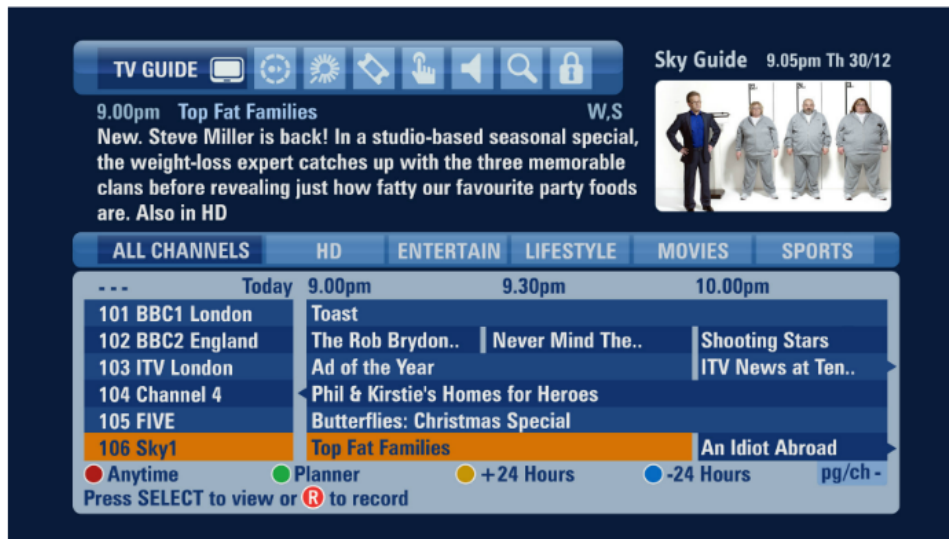 TV GUIDE
Sky Guide 9.05pm Th 30/12
9.00pm Top Fat Families W,S
New. Steve Miller is back! In a studio-based seasonal special,
the weight-loss expert catches up with the three memorable
clans before revealing just how fatty our favourite party foods
are. Also in HD
ALL CHANNELS HD ENTERTAIN LIFESTYLE MOVIES SPORTS
--- Today 9.00pm 9.30pm 10.00pm
101 BBC1 London Toast
102 BBC2 England The Rob Brydon.. Never Mind The.. Shooting Stars
103 ITV London Ad of the Year ITV News at Ten..
104 Channel 4 Phil & Kirstie's Homes for Heroes
105 FIVE Butterflies: Christmas Special
106 Sky1 Top Fat Families An Idiot Abroad
Anytime Planner +24 Hours -24 Hours pg/ch -
Press SELECT to view or R to record